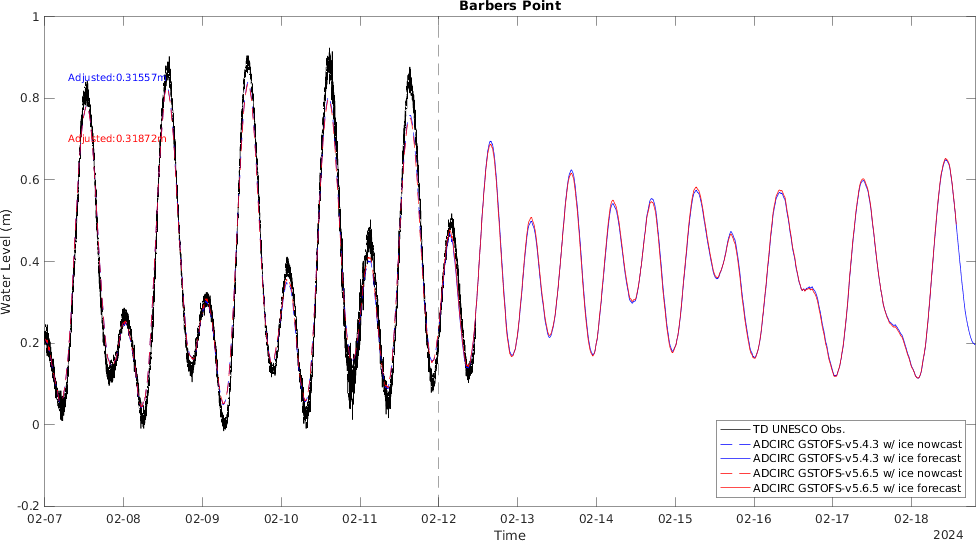 Barbers Point
Water Level (m)
1
0.8
0.6
0.4
0.2
0
-0.2
Adjusted:0.31557m
Adjusted:0.31872m
TD UNESCO Obs.
ADCIRC GSTOFS-v5.4.3 w/ ice nowcast
ADCIRC GSTOFS-v5.4.3 w/ ice forecast
ADCIRC GSTOFS-v5.6.5 w/ ice nowcast
ADCIRC GSTOFS-v5.6.5 w/ ice forecast
02-07 02-08 02-09 02-10 02-11 02-12 02-13 02-14 02-15 02-16 02-17 02-18
Time
2024